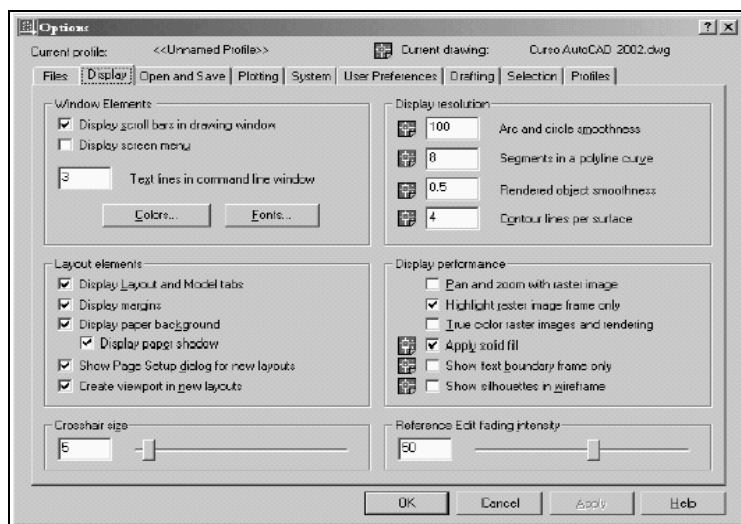 Options
Current profile: <<Unnamed Profile>> Current drawing: Curso AutoCAD 2002.dwg
Files Display Open and Save Plotting System User Preferences Drafting Selection Profiles
Window Elements
Display scroll bars in drawing window
Display screen menu
3 Text lines in command line window
Colors... Fonts...
Display resolution
100 Arc and circle smoothness
8 Segments in a polyline curve
0.5 Rendered object smoothness
4 Contour lines per surface
Layout elements
Display Layout and Model tabs
Display margins
Display paper background
Display paper shadow
Show Page Setup dialog for new layouts
Create viewport in new layouts
Display performance
Pan and zoom with raster image
Highlight raster image frame only
True color raster images and rendering
Apply solid fill
Show text boundary frame only
Show silhouettes in wireframe
Crosshair size
5
Reference Edit fading intensity
50
OK Cancel Apply Help